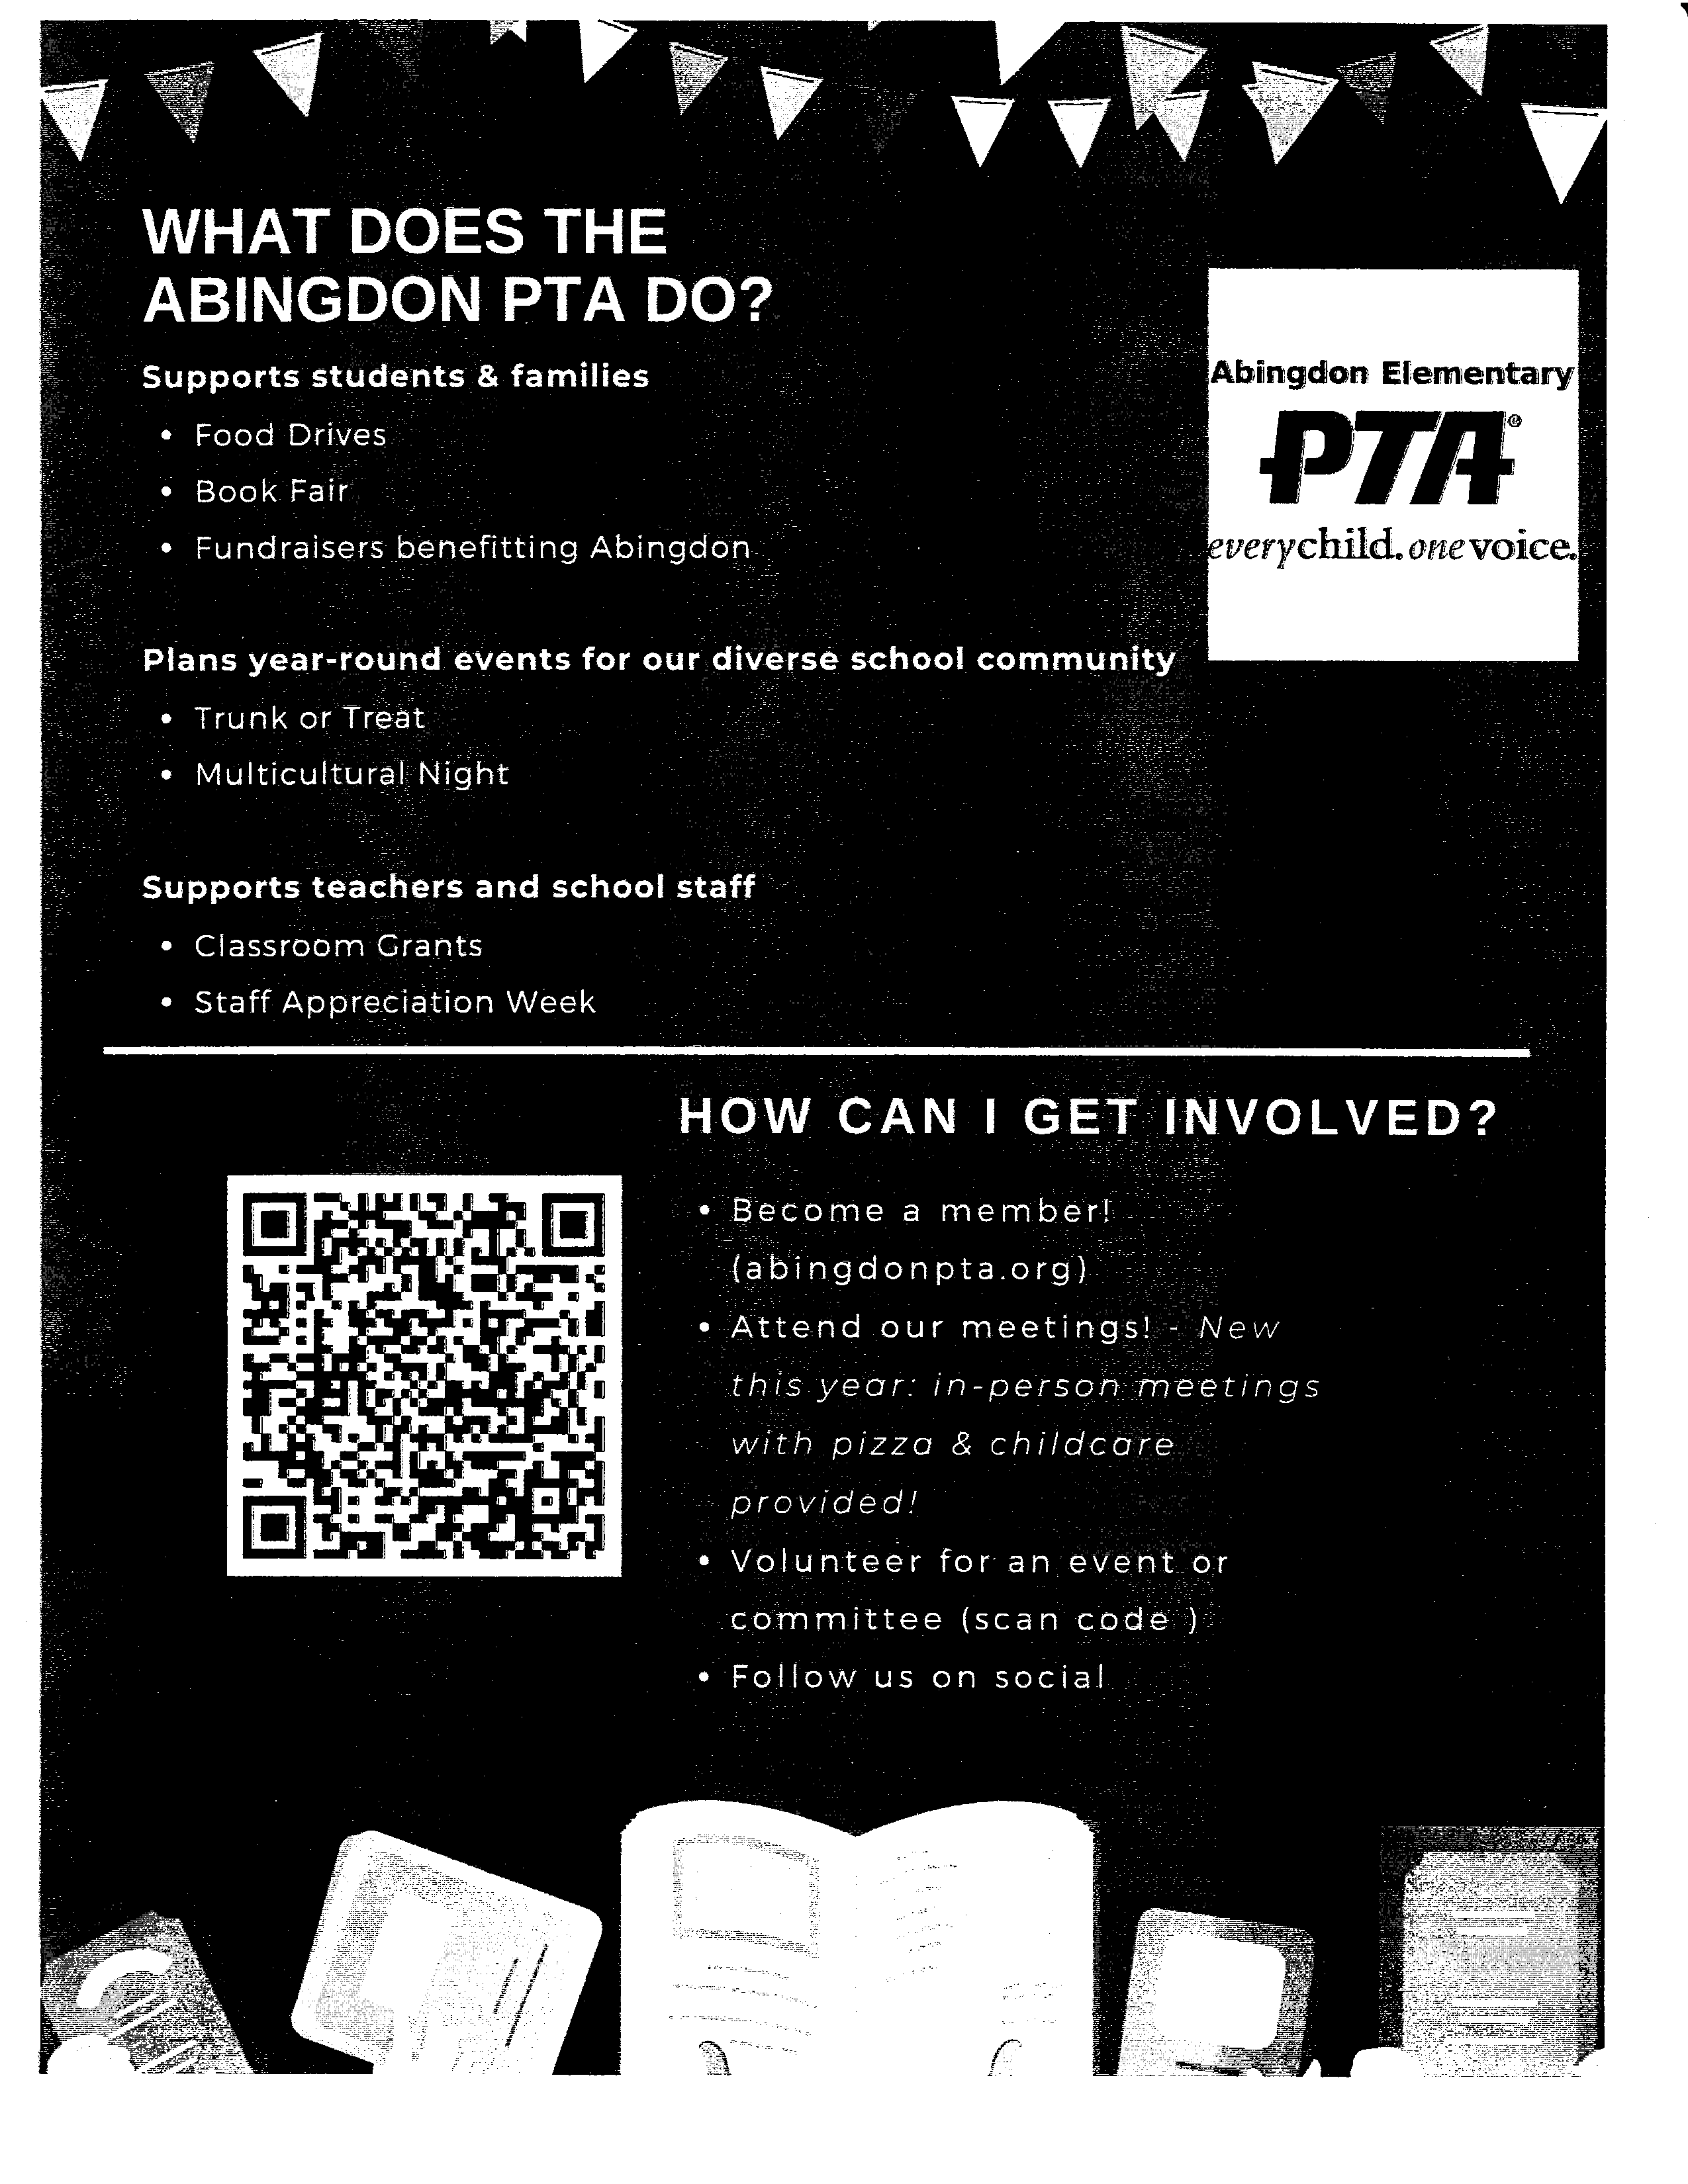 WHAT DOES THE
ABINGDON PTA DO?
Supports students & families
• Food Drives
• Book Fair
• Fundraisers benefitting Abingdon
Abingdon Elementary
PTA®
everychild. one voice.
Plans year-round events for our diverse school community
• Trunk or Treat
• Multicultural Night
Supports teachers and school staff
• Classroom Grants
• Staff Appreciation Week
HOW CAN I GET INVOLVED?
• Become a member!
(abingdonpta.org)
• Attend our meetings! - New
this year: in-person meetings
with pizza & childcare
provided!
• Volunteer for an event or
committee (scan code )
• Follow us on social